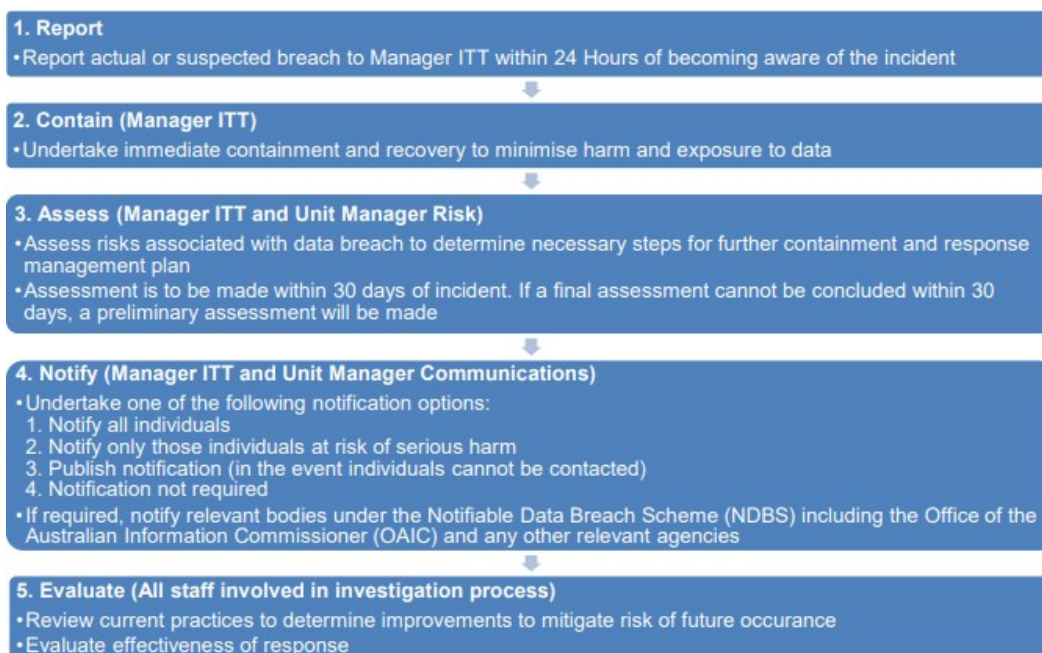 1. Report
•Report actual or suspected breach to Manager ITT within 24 Hours of becoming aware of the incident
2. Contain (Manager ITT)
•Undertake immediate containment and recovery to minimise harm and exposure to data
3. Assess (Manager ITT and Unit Manager Risk)
•Assess risks associated with data breach to determine necessary steps for further containment and response
management plan
•Assessment is to be made within 30 days of incident. If a final assessment cannot be concluded within 30
days, a preliminary assessment will be made
4. Notify (Manager ITT and Unit Manager Communications)
•Undertake one of the following notification options:
1. Notify all individuals
2. Notify only those individuals at risk of serious harm
3. Publish notification (in the event individuals cannot be contacted)
4. Notification not required
•If required, notify relevant bodies under the Notifiable Data Breach Scheme (NDBS) including the Office of the
Australian Information Commissioner (OAIC) and any other relevant agencies
5. Evaluate (All staff involved in investigation process)
•Review current practices to determine improvements to mitigate risk of future occurance
•Evaluate effectiveness of response